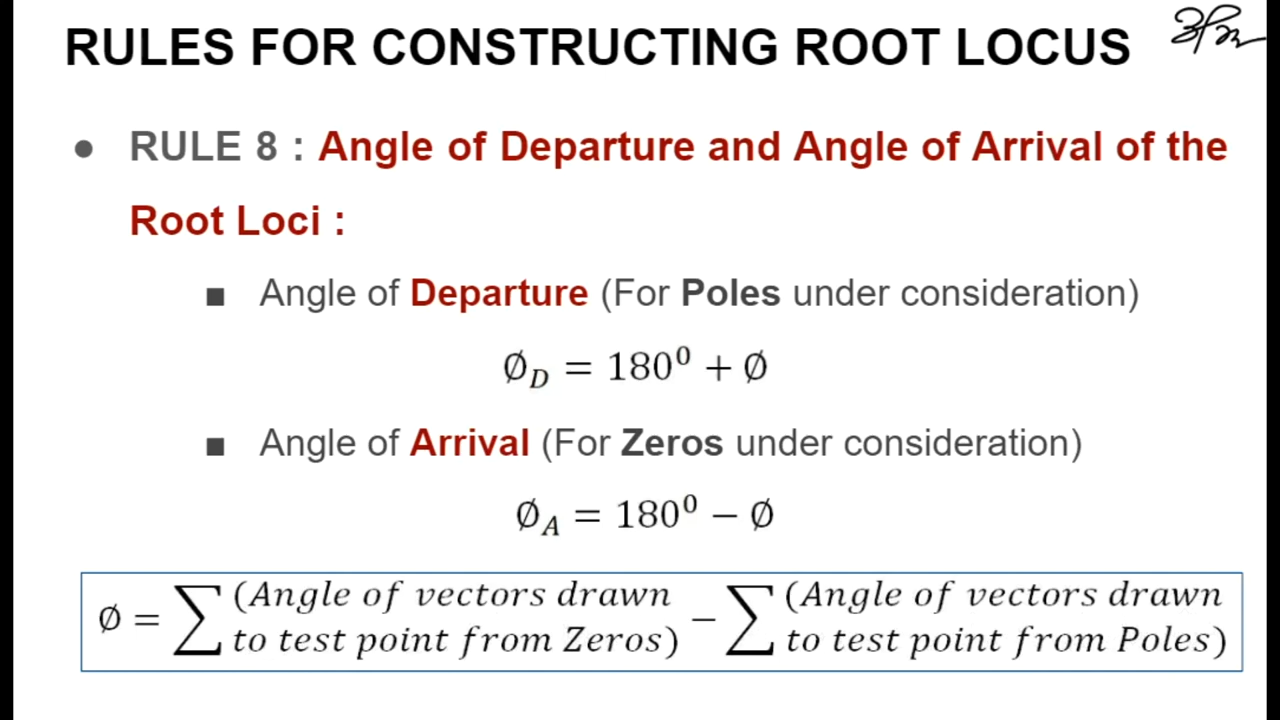 RULES FOR CONSTRUCTING ROOT LOCUS
● RULE 8 : Angle of Departure and Angle of Arrival of the
Root Loci :
■ Angle of Departure (For Poles under consideration)
∅_D = 180⁰ + ∅
■ Angle of Arrival (For Zeros under consideration)
∅_A = 180⁰ − ∅
∅ = ∑ (Angle of vectors drawn to test point from Zeros) − ∑ (Angle of vectors drawn to test point from Poles)